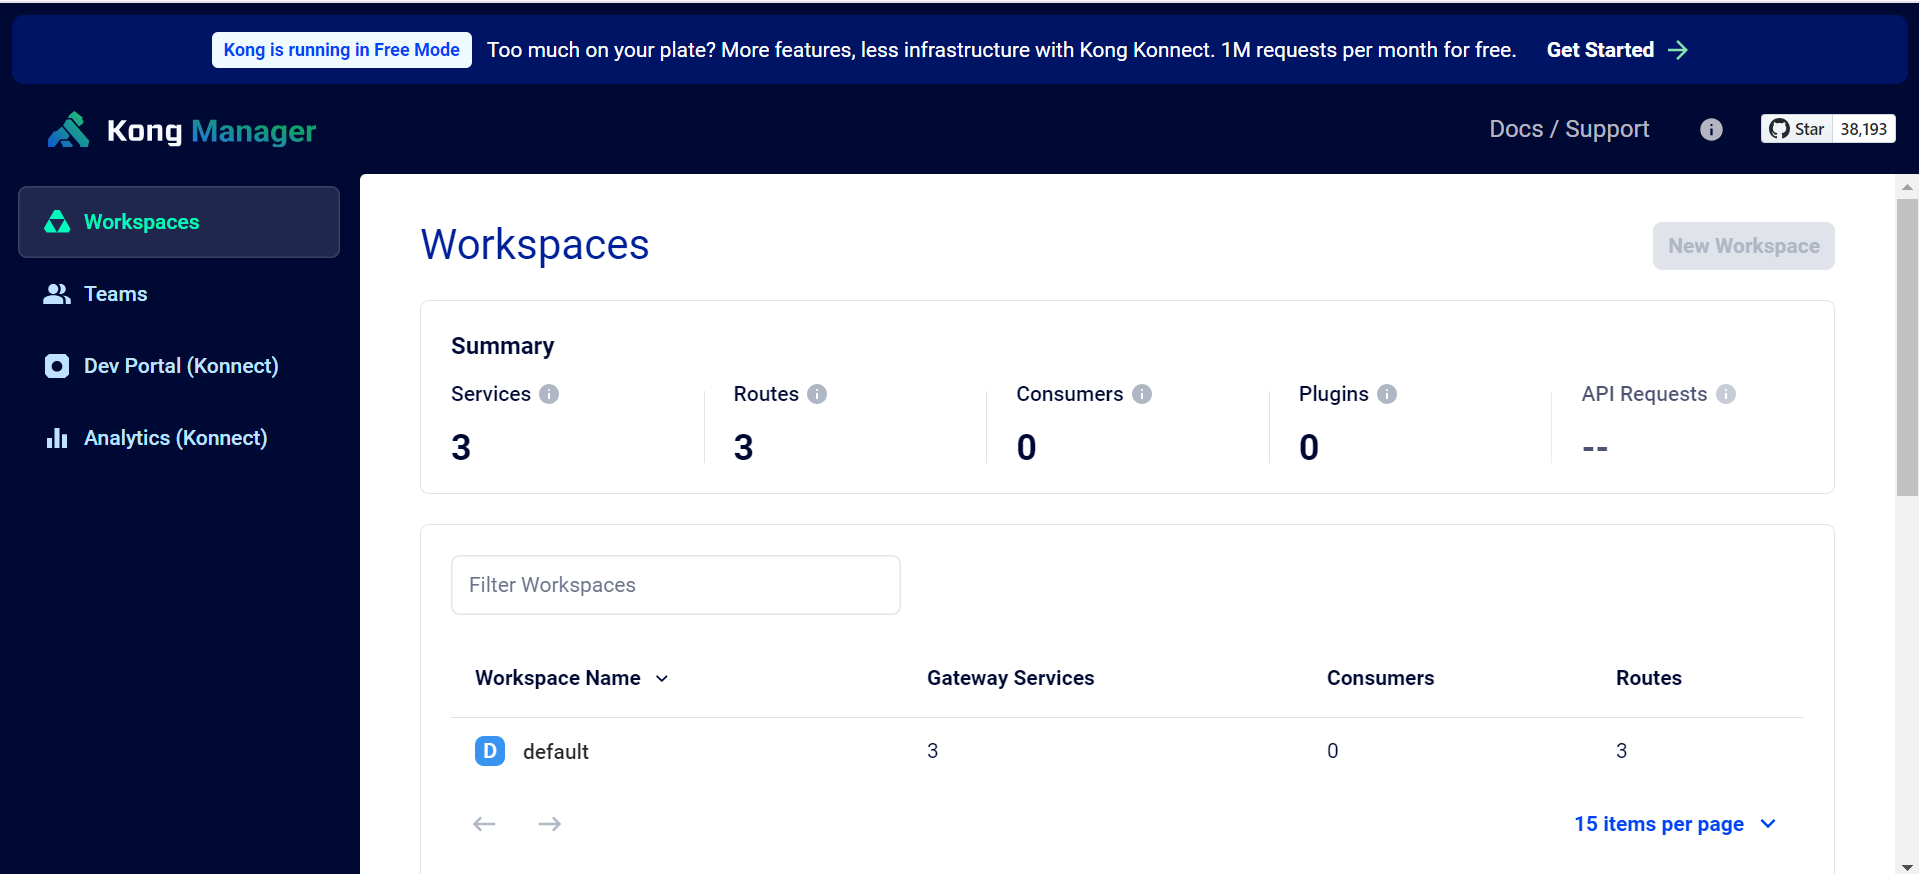 Kong is running in Free Mode Too much on your plate? More features, less infrastructure with Kong Konnect. 1M requests per month for free. Get Started
Kong Manager
Docs / Support
Star 38,193
Workspaces
Teams
Dev Portal (Konnect)
Analytics (Konnect)
Workspaces
New Workspace
Summary
Services Routes Consumers Plugins API Requests
3 3 0 0 --
Filter Workspaces
Workspace Name Gateway Services Consumers Routes
D default 3 0 3
15 items per page